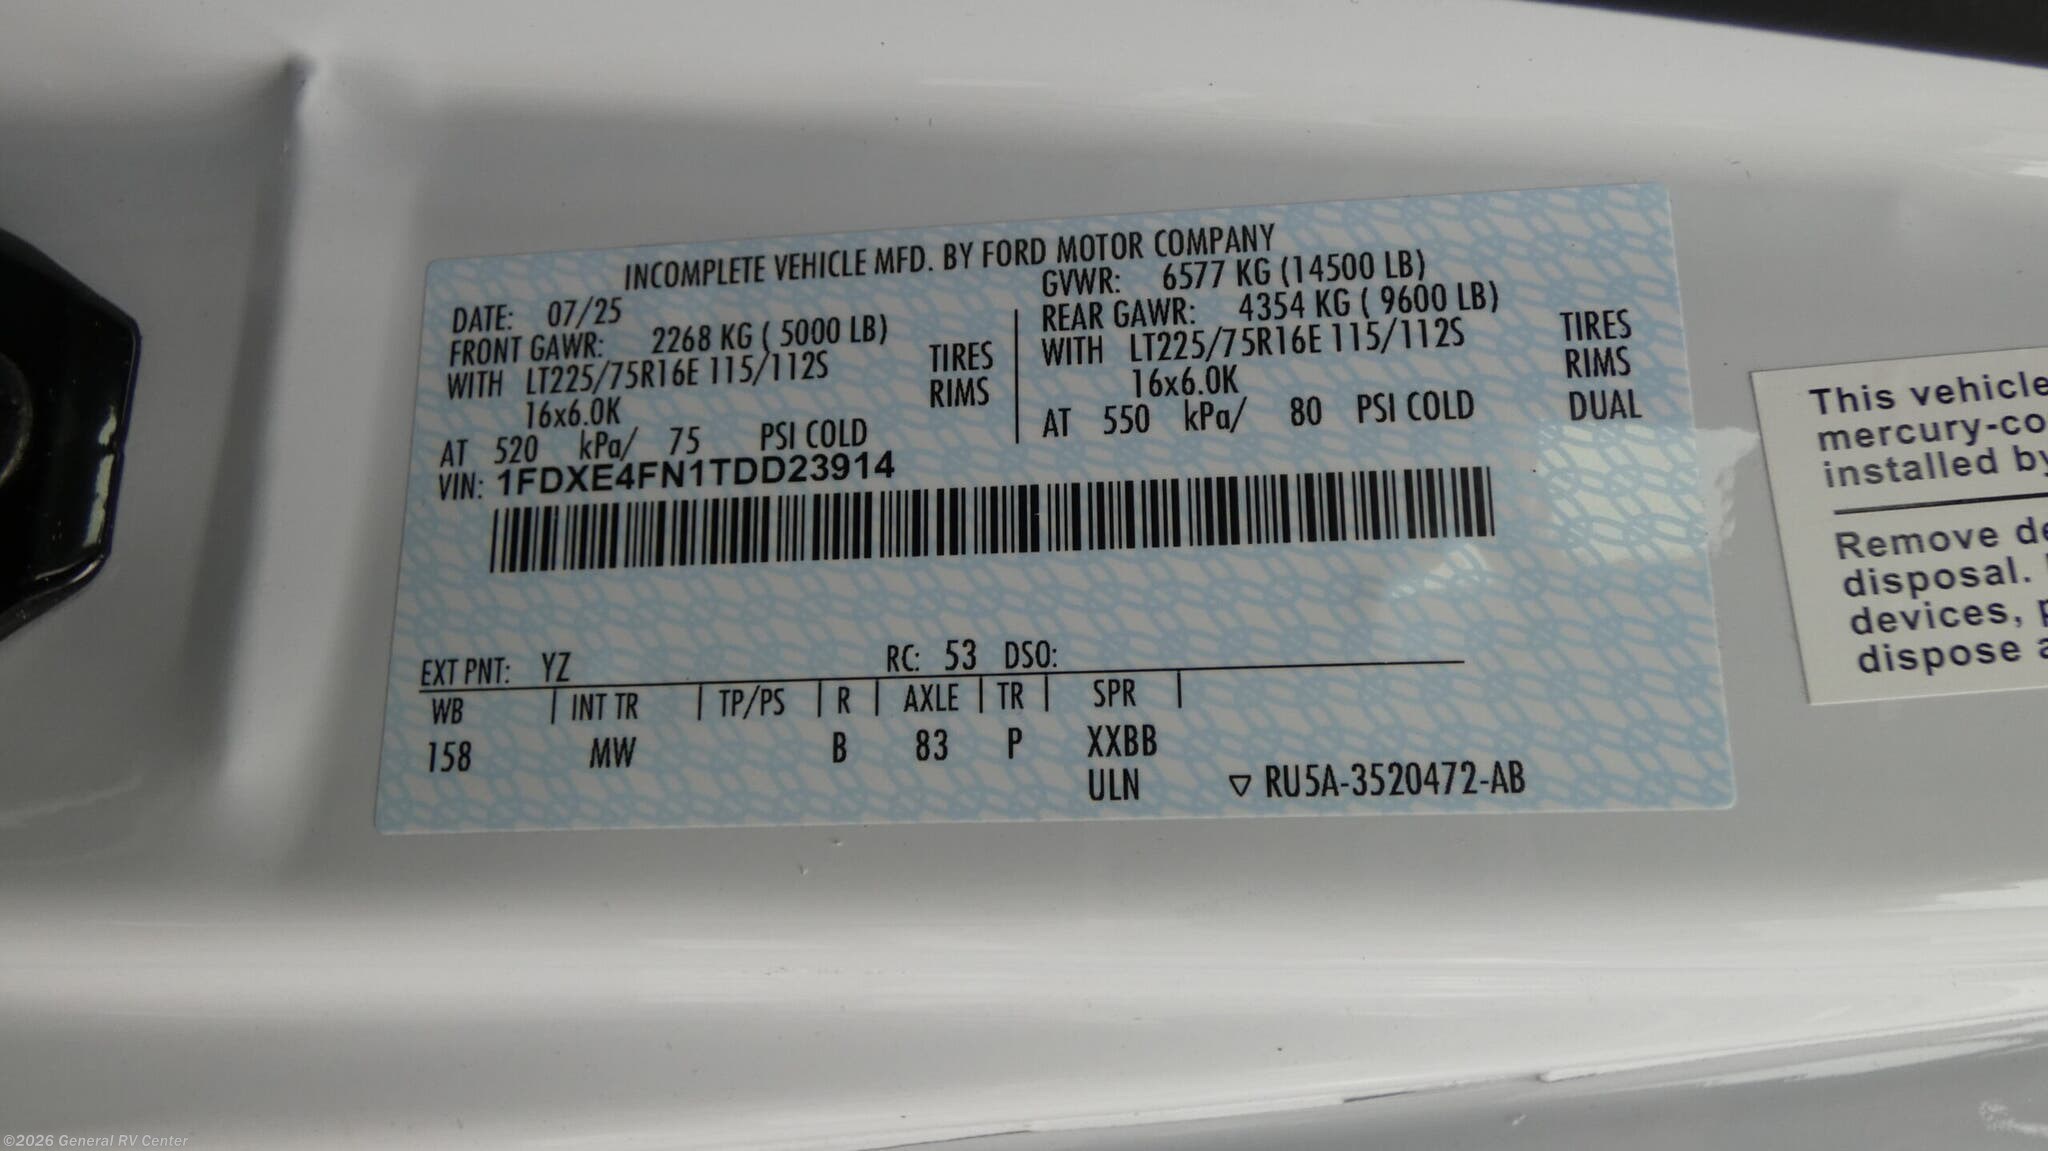 INCOMPLETE VEHICLE MFD. BY FORD MOTOR COMPANY
DATE: 07/25
GVWR: 6577 KG (14500 LB)
FRONT GAWR: 2268 KG ( 5000 LB)
REAR GAWR: 4354 KG ( 9600 LB)
WITH LT225/75R16E 115/112S TIRES
WITH LT225/75R16E 115/112S TIRES
16x6.0K RIMS
16x6.0K RIMS
AT 520 kPa/ 75 PSI COLD
AT 550 kPa/ 80 PSI COLD DUAL
VIN: 1FDXE4FN1TDD23914
EXT PNT: YZ RC: 53 DSO:
WB | INT TR | TP/PS | R | AXLE | TR | SPR |
158 MW B 83 P XXBB
ULN ▽ RU5A-3520472-AB
This vehicle
mercury-co
installed by
Remove de
disposal.
devices, p
dispose a
©2026 General RV Center